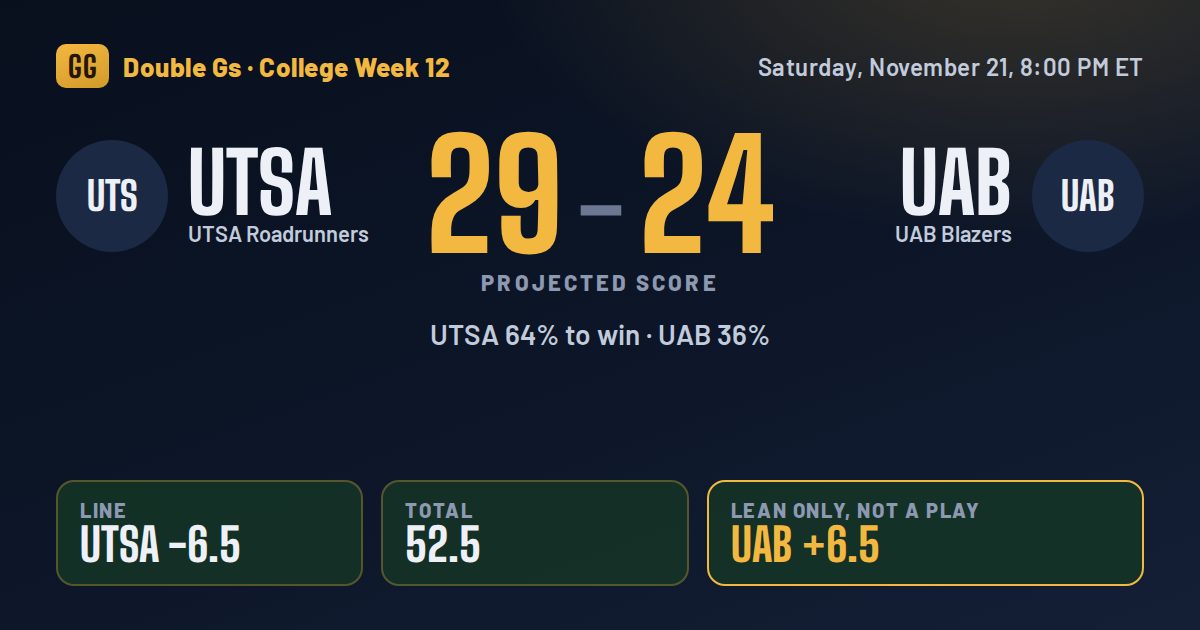 GG
Double Gs · College Week 12
Saturday, November 21, 8:00 PM ET
UTS
UTSA
UTSA Roadrunners
29 – 24
PROJECTED SCORE
UTSA 64% to win · UAB 36%
UAB
UAB Blazers
UAB
LINE
UTSA −6.5
TOTAL
52.5
LEAN ONLY, NOT A PLAY
UAB +6.5